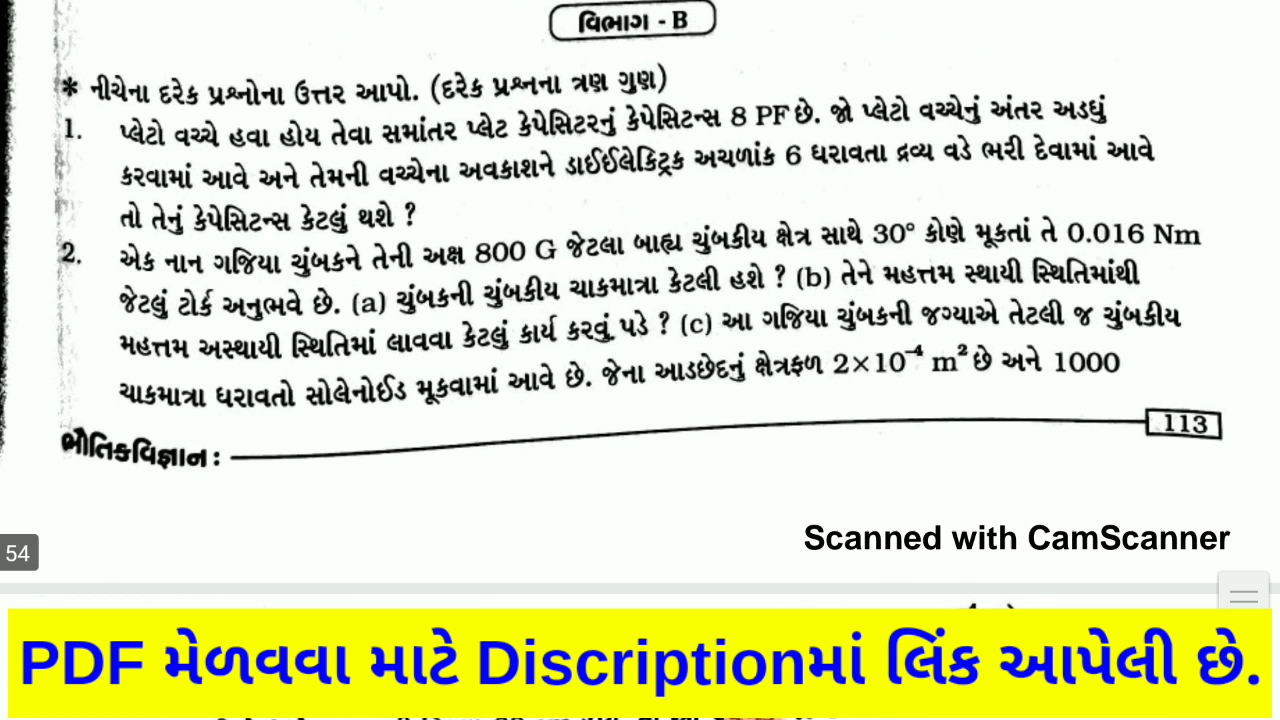 વિભાગ - B
* નીચેના દરેક પ્રશ્નોના ઉત્તર આપો. (દરેક પ્રશ્નના ત્રણ ગુણ)
1. પ્લેટો વચ્ચે હવા હોય તેવા સમાંતર પ્લેટ કેપેસિટરનું કેપેસિટન્સ 8 PF છે. જો પ્લેટો વચ્ચેનું અંતર અડધું
કરવામાં આવે અને તેમની વચ્ચેના અવકાશને ડાઈઈલેક્ટ્રિક અચળાંક 6 ધરાવતા દ્રવ્ય વડે ભરી દેવામાં આવે
તો તેનું કેપેસિટન્સ કેટલું થશે ?
2. એક નાન ગજિયા ચુંબકને તેની અક્ષ 800 G જેટલા બાહ્ય ચુંબકીય ક્ષેત્ર સાથે 30° કોણે મૂકતાં તે 0.016 Nm
જેટલું ટોર્ક અનુભવે છે. (a) ચુંબકની ચુંબકીય ચાકમાત્રા કેટલી હશે ? (b) તેને મહત્તમ સ્થાયી સ્થિતિમાંથી
મહત્તમ અસ્થાયી સ્થિતિમાં લાવવા કેટલું કાર્ય કરવું પડે ? (c) આ ગજિયા ચુંબકની જગ્યાએ તેટલી જ ચુંબકીય
ચાકમાત્રા ધરાવતો સોલેનોઈડ મૂકવામાં આવે છે. જેના આડછેદનું ક્ષેત્રફળ 2×10⁻⁴ m² છે અને 1000
ભૌતિકવિજ્ઞાન : 113
Scanned with CamScanner
54
PDF મેળવવા માટે Discriptionમાં લિંક આપેલી છે.